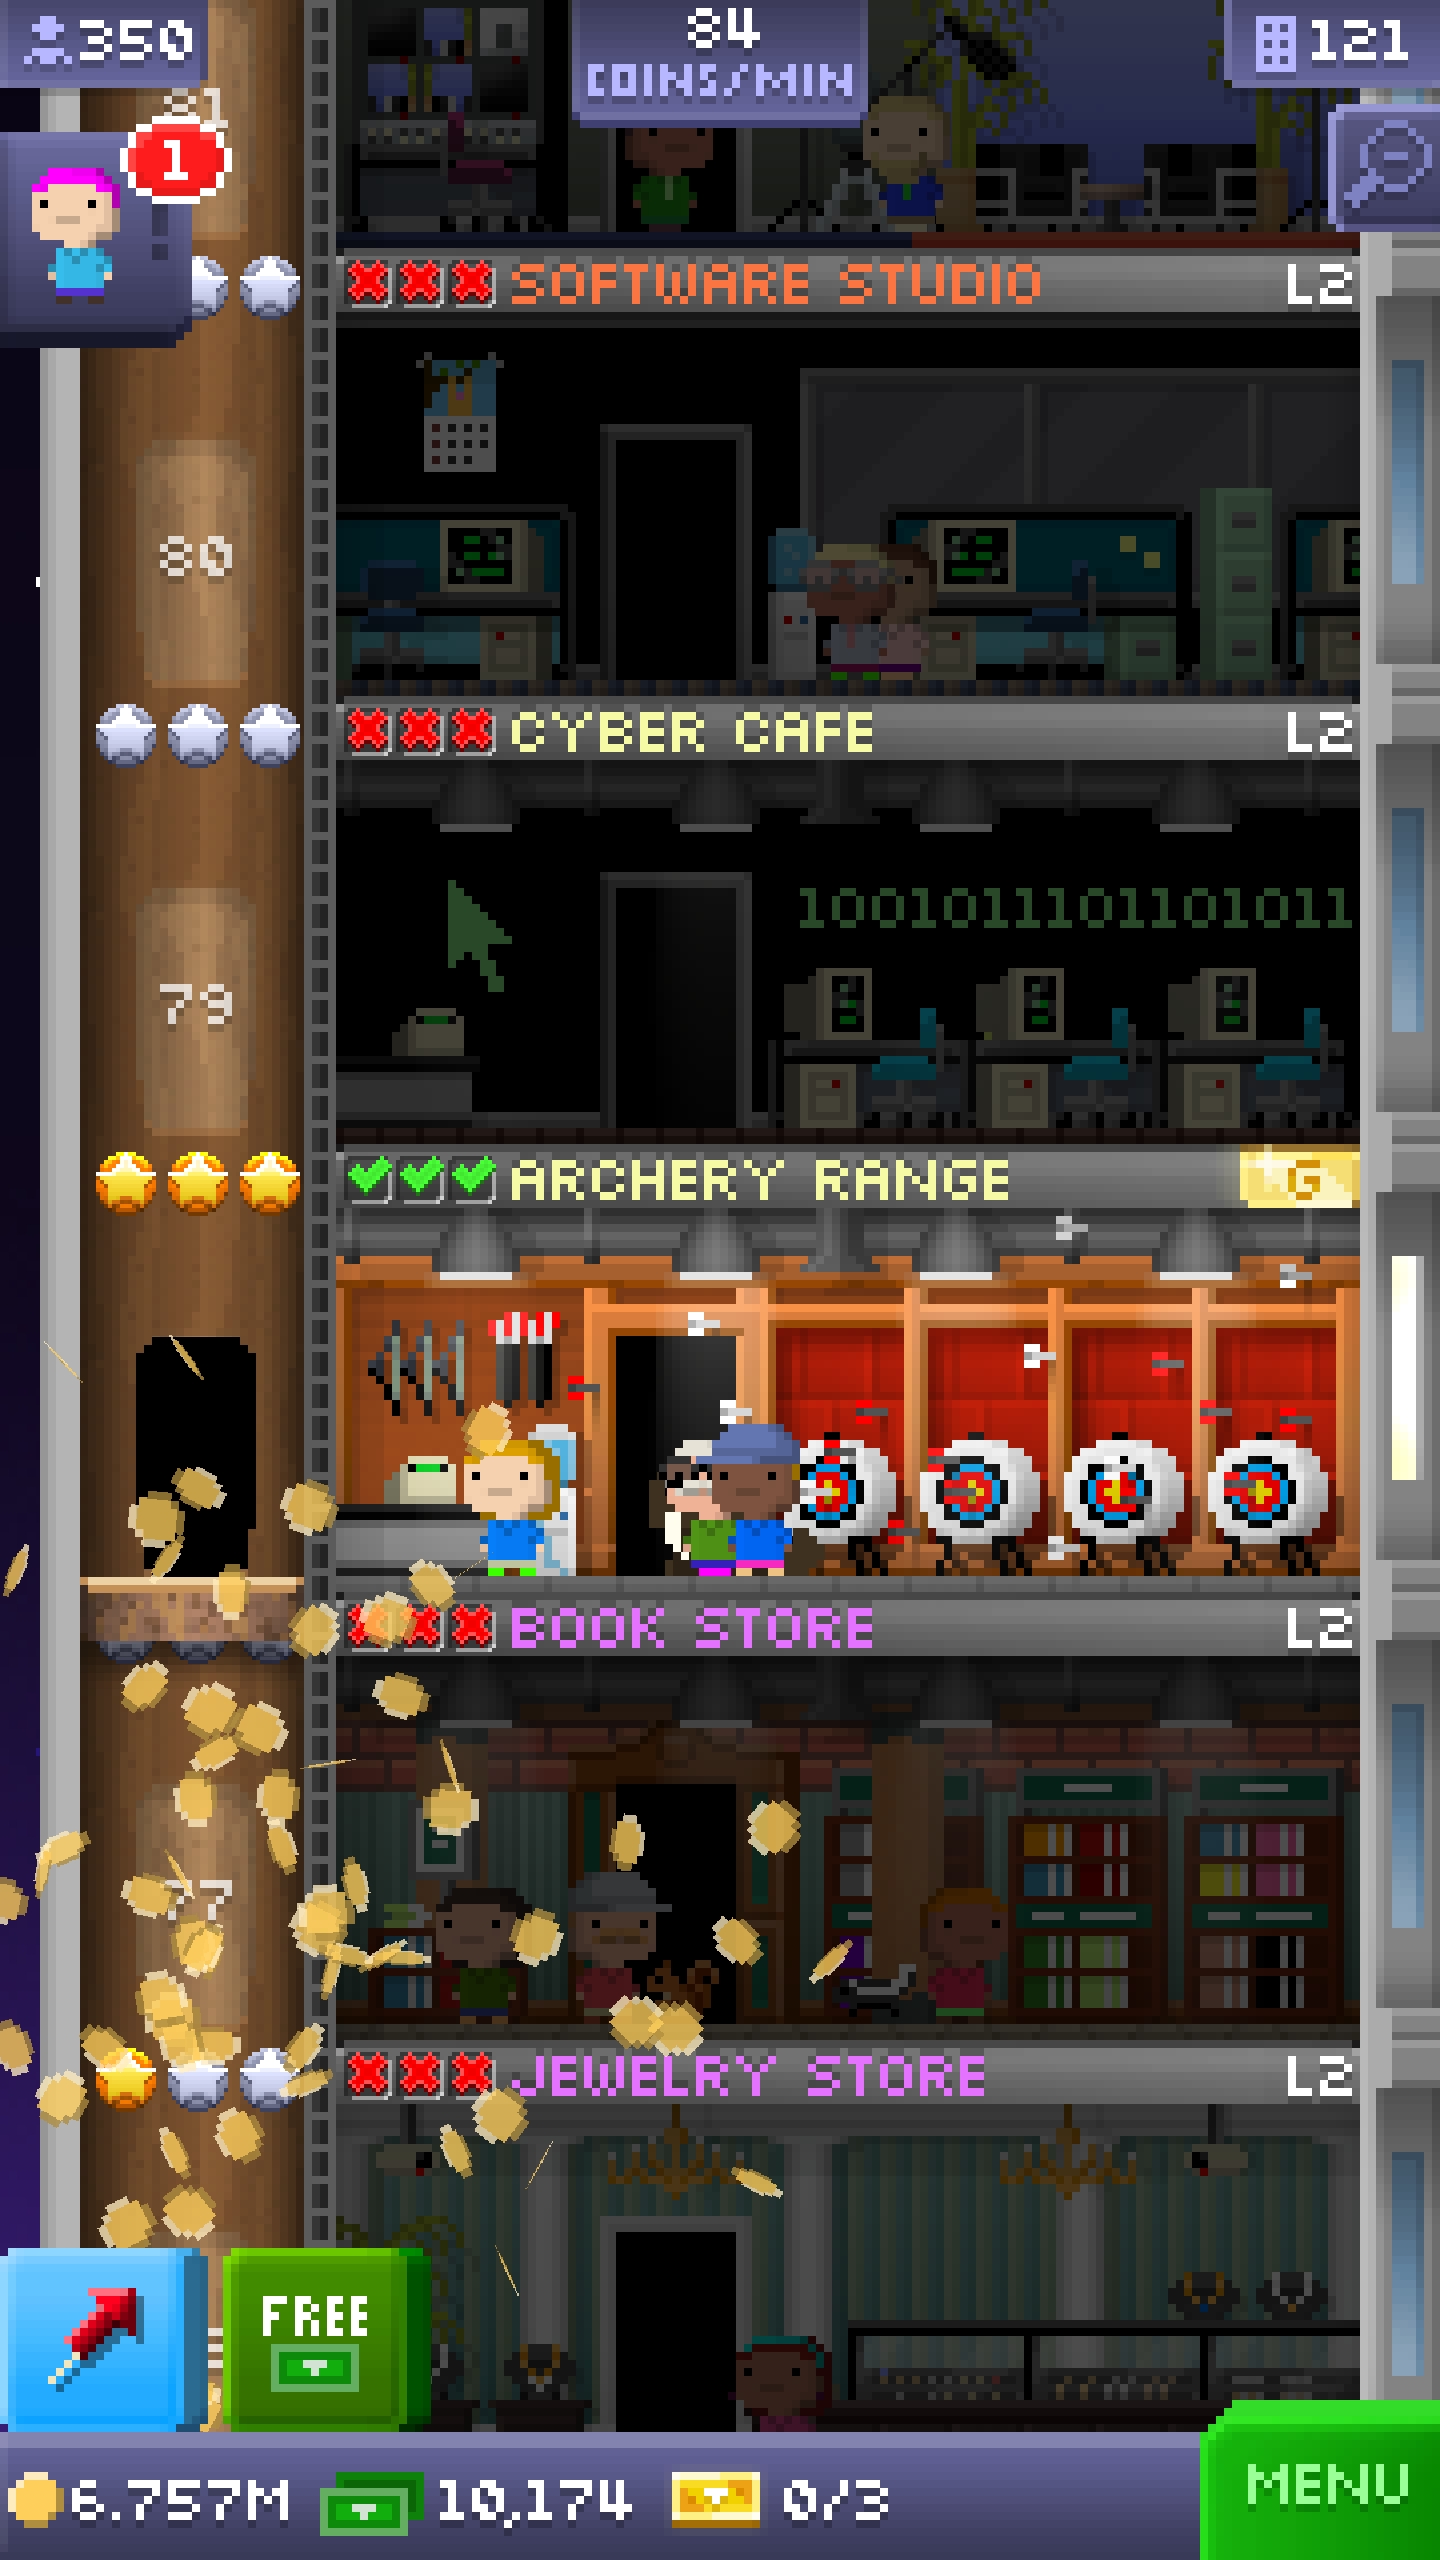 350
84
COINS/MIN
121
81
1
SOFTWARE STUDIO L2
80
CYBER CAFE L2
1001011101101011
79
ARCHERY RANGE G
BOOK STORE L2
77
JEWELRY STORE L2
FREE
6.757M 10,174 0/3
MENU